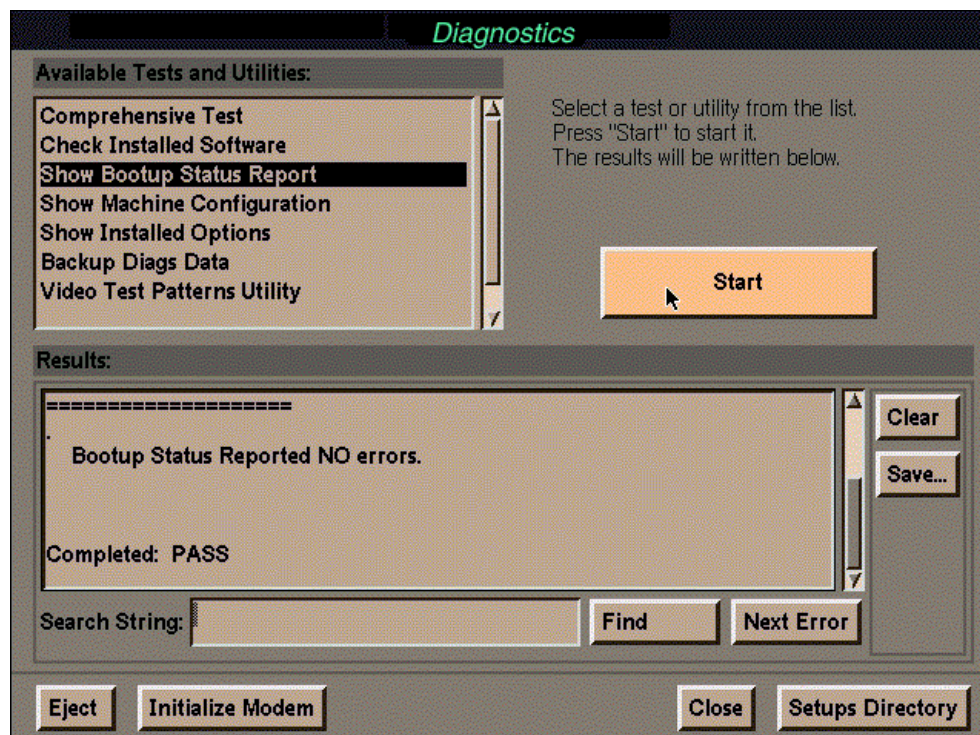 Diagnostics
Available Tests and Utilities:
Comprehensive Test
Check Installed Software
Show Bootup Status Report
Show Machine Configuration
Show Installed Options
Backup Diags Data
Video Test Patterns Utility
Select a test or utility from the list.
Press "Start" to start it.
The results will be written below.
Start
Results:
====================
.
Bootup Status Reported NO errors.
Completed: PASS
Clear
Save...
Search String:
Find
Next Error
Eject
Initialize Modem
Close
Setups Directory